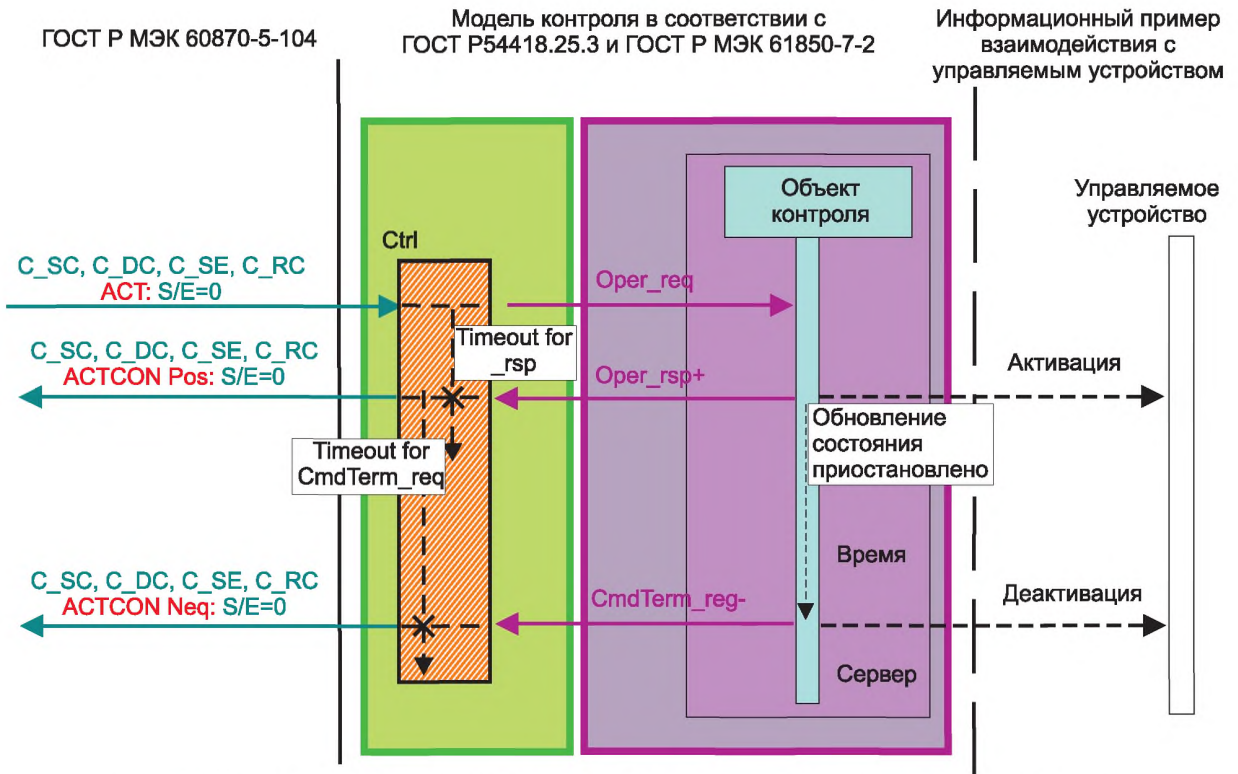 ГОСТ Р МЭК 60870-5-104
Модель контроля в соответствии с
ГОСТ Р54418.25.3 и ГОСТ Р МЭК 61850-7-2
Информационный пример
взаимодействия с
управляемым устройством
Объект
контроля
Управляемое
устройство
Ctrl
C_SC, C_DC, C_SE, C_RC
ACT: S/E=0
Oper_req
Timeout for
_rsp
C_SC, C_DC, C_SE, C_RC
ACTCON Pos: S/E=0
Oper_rsp+
Активация
Обновление
состояния
приостановлено
Timeout for
CmdTerm_req
Время
C_SC, C_DC, C_SE, C_RC
ACTCON Neq: S/E=0
CmdTerm_reg-
Деактивация
Сервер